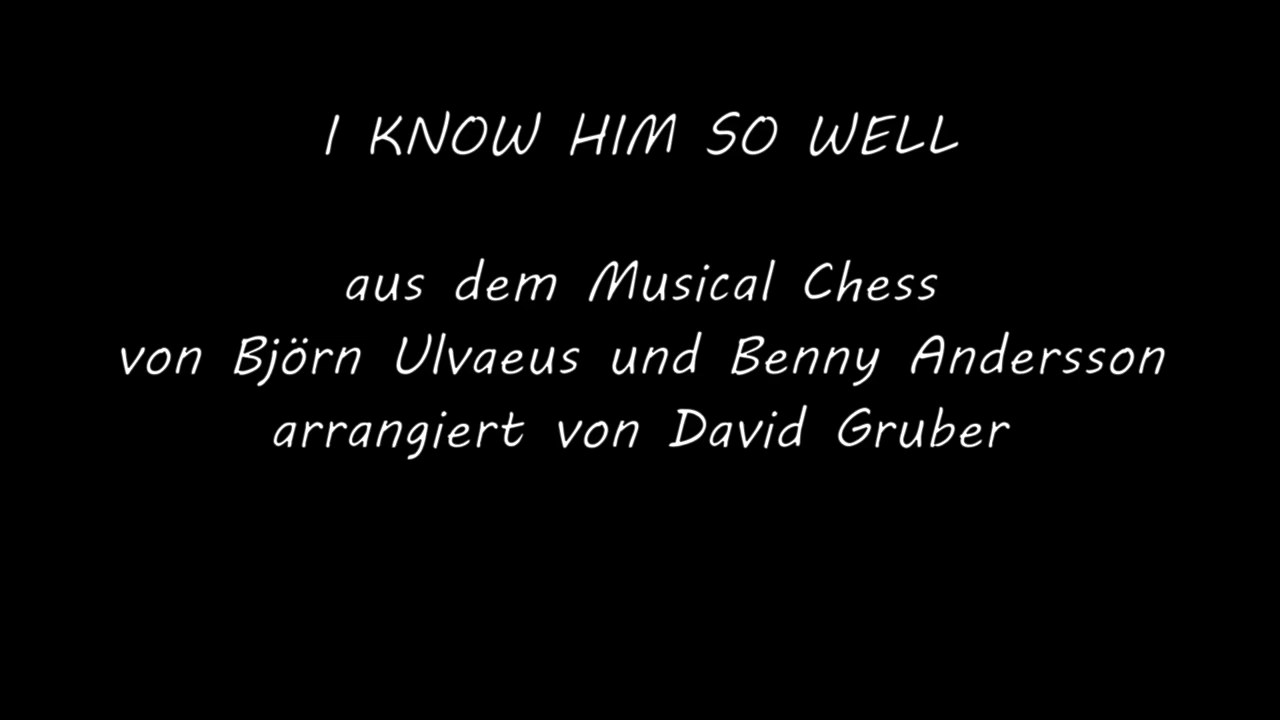 I KNOW HIM SO WELL
aus dem Musical Chess
von Björn Ulvaeus und Benny Andersson
arrangiert von David Gruber